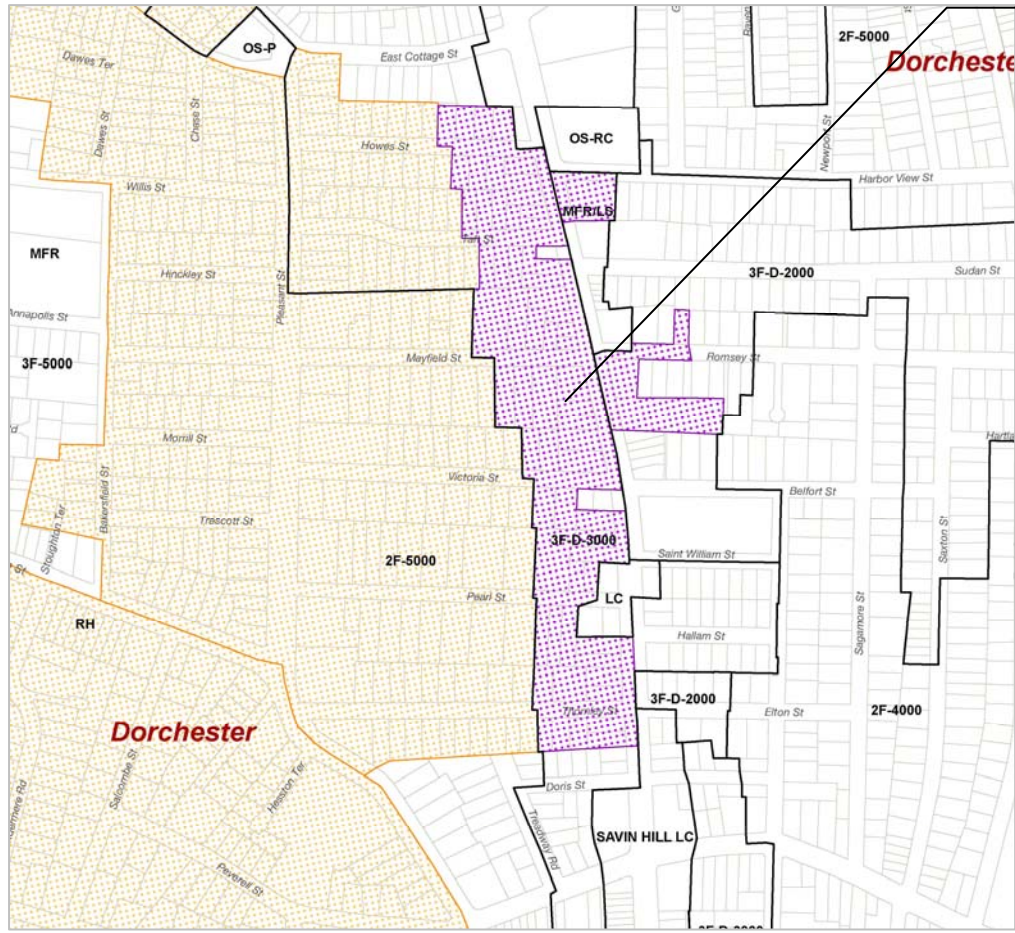 2F-5000
OS-P
East Cottage St
Dawes Ter
Dorcheste
Chase St
Dawes St
Newport St
OS-RC
Howes St
Harbor View St
Willis St
MFR/LS
MFR
3F-D-2000
Sudan St
Hinckley St
Pleasant St
Annapolis St
3F-5000
Mayfield St
Romsey St
Morrill St
Victoria St
Belfort St
Bakersfield St
Trescott St
Stoughton Ter
3F-D-3000
Saxton St
Saint William St
2F-5000
Pearl St
LC
RH
Hallam St
Sagamore St
3F-D-2000
Thornley St
Elton St
2F-4000
Dorchester
Salcombe St
Helston Ter
Doris St
Treadway Rd
SAVIN HILL LC
Peverell St